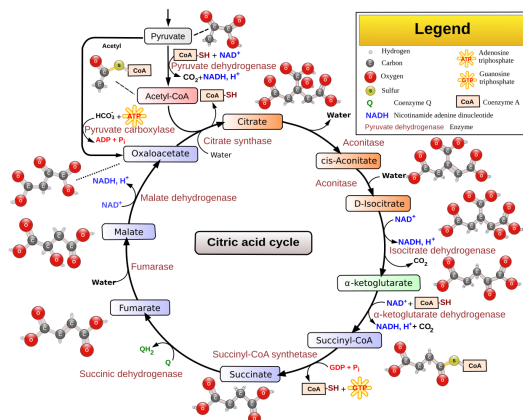 Pyruvate
CoA-SH + NAD⁺
Pyruvate dehydrogenase
CO₂+NADH, H⁺
Acetyl
S
CoA
Acetyl-CoA
CoA-SH
HCO₃⁻ + ATP
Pyruvate carboxylase
ADP + Pᵢ
Oxaloacetate
Citrate
Citrate synthase
Water
Water
Aconitase
cis-Aconitate
Water
Aconitase
D-Isocitrate
NAD⁺
NADH, H⁺
Isocitrate dehydrogenase
CO₂
α-ketoglutarate
NAD⁺+ CoA-SH
α-ketoglutarate dehydrogenase
NADH, H⁺+ CO₂
Succinyl-CoA
S
CoA
Succinyl-CoA synthetase
GDP + Pᵢ
CoA-SH + GTP
Succinate
QH₂
Q
Succinic dehydrogenase
Fumarate
Water
Fumarase
Malate
NADH, H⁺
NAD⁺
Malate dehydrogenase
Citric acid cycle
Legend
Hydrogen
Carbon
Oxygen
Sulfur
Q Coenzyme Q
NADH Nicotinamide adenine dinucleotide
Pyruvate dehydrogenase Enzyme
ATP Adenosine
triphosphate
GTP Guanosine
triphosphate
CoA Coenzyme A